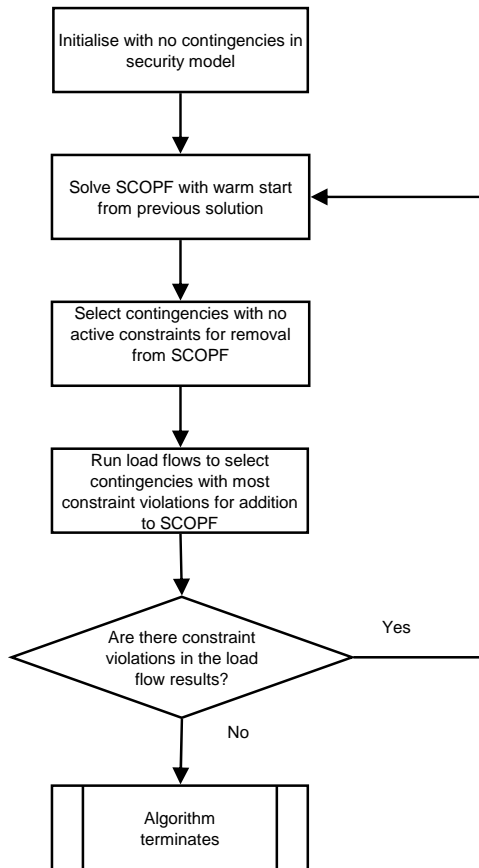 Initialise with no contingencies in
security model
Solve SCOPF with warm start
from previous solution
Select contingencies with no
active constraints for removal
from SCOPF
Run load flows to select
contingencies with most
constraint violations for addition
to SCOPF
Are there constraint
violations in the load
flow results?
Yes
No
Algorithm
terminates